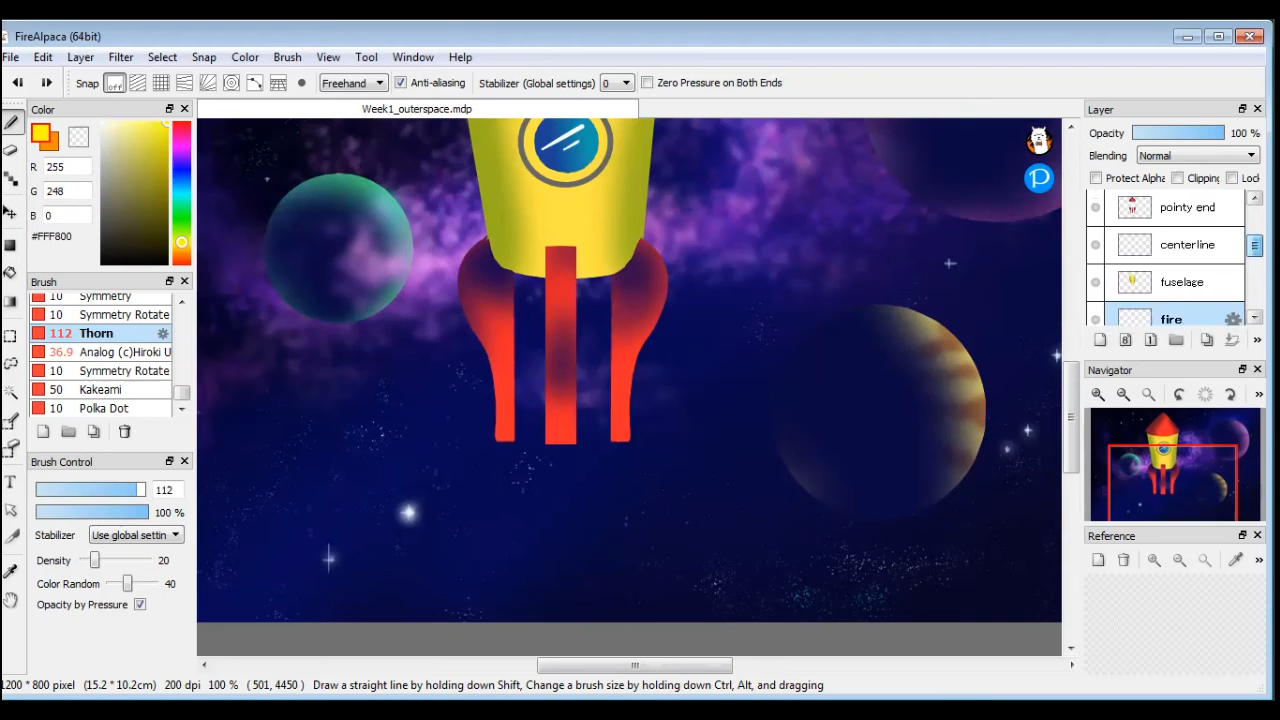 FireAlpaca (64bit)
File Edit Layer Filter Select Snap Color Brush View Tool Window Help
Snap off Freehand Anti-aliasing Stabilizer (Global settings) 0 Zero Pressure on Both Ends
Color
Week1_outerspace.mdp
Layer
R 255
G 248
B 0
#FFF800
Opacity 100 %
Blending Normal
Protect Alpha Clipping Lock
pointy end
centerline
fuselage
fire
Brush
10 Symmetry
10 Symmetry Rotate
112 Thorn
36.9 Analog (c)Hiroki U
10 Symmetry Rotate
50 Kakeami
10 Polka Dot
Navigator
Brush Control
112
100 %
Stabilizer Use global settin
Density 20
Color Random 40
Opacity by Pressure
Reference
P
1200 * 800 pixel (15.2 * 10.2cm) 200 dpi 100 % ( 501, 4450 ) Draw a straight line by holding down Shift, Change a brush size by holding down Ctrl, Alt, and dragging